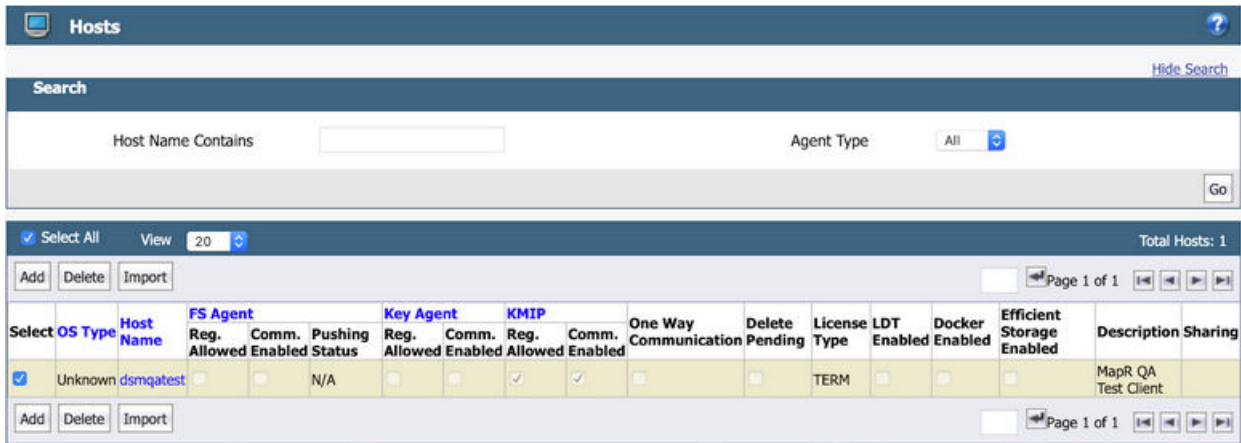 Hosts
Hide Search
Search
Host Name Contains
Agent Type
All
Go
Select All View 20 Total Hosts: 1
Add Delete Import Page 1 of 1
Select OS Type Host Name FS Agent Reg. Allowed Comm. Enabled Pushing Status Key Agent Reg. Allowed Comm. Enabled KMIP Reg. Allowed Comm. Enabled One Way Communication Delete Pending License Type LDT Enabled Docker Enabled Efficient Storage Enabled Description Sharing
Unknown dsmqatest N/A TERM MapR QA
Test Client
Add Delete Import Page 1 of 1